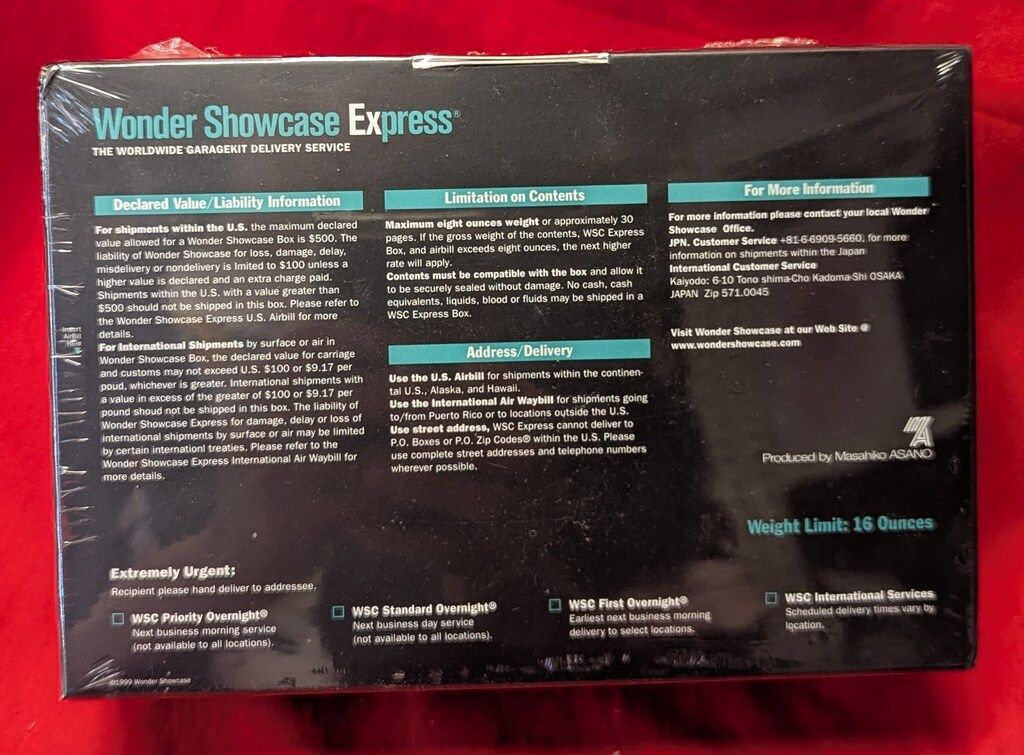 Wonder Showcase Express®
THE WORLDWIDE GARAGEKIT DELIVERY SERVICE
Declared Value/Liability Information
For shipments within the U.S. the maximum declared
value allowed for a Wonder Showcase Box is $500. The
liability of Wonder Showcase for loss, damage, delay,
misdelivery or nondelivery is lmited to $100 unless a
higher value is declared and an extra charge paid.
Shipments within the U.S. with a value greater than
$500 should not be shipped in this box. Please refer to
the Wonder Showcase Express U.S. Airbill for more
details.
For International Shipments by surface or air in
Wonder Showcase Box, the declared value for carriage
and customs may not exceed U.S. $100 or $9.17 per
poud, whichever is greater. International shipments with
a value in excess of the greater of $100 or $9.17 per
pound shoud not be shipped in this box. The liability of
Wonder Showcase Express for damage, delay or loss of
international shipments by surface or air may be limited
by certain internationl treaties. Please refer to the
Wonder Showcase Express International Air Waybill for
more details.
Limitation on Contents
Maximum eight ounces weight or approximately 30
pages. If the gross weight of the contents, WSC Express
Box, and airbill exceeds eight ounces, the next higher
rate will apply.
Contents must be compatible with the box and allow it
to be securely sealed without damage. No cash, cash
equivalents, liquids, blood or fluids may be shipped in a
WSC Express Box.
Address/Delivery
Use the U.S. Airbill for shipments within the continen-
tal U.S., Alaska, and Hawaii.
Use the International Air Waybill for shipments going
to/from Puerto Rico or to locations outside the U.S.
Use street address, WSC Express cannot deliver to
P.O. Boxes or P.O. Zip Codes® within the U.S. Please
use complete street addresses and telephone numbers
wherever possible.
For More Information
For more information please contact your local Wonder
Showcase Office.
JPN. Customer Service +81-6-6909-5660, for more
information on shipments within the Japan
International Customer Service
Kaiyodo: 6-10 Tono shima-Cho Kadoma-Shi OSAKA
JAPAN Zip 571.0045
Visit Wonder Showcase at our Web Site @
www.wondershowcase.com
Insert
AirBill
Here
Produced by Masahiko ASANO
Weight Limit: 16 Ounces
Extremely Urgent:
Recipient please hand deliver to addressee.
WSC Priority Overnight®
Next business morning service
(not available to all locations).
WSC Standard Overnight®
Next business day service
(not available to all locations).
WSC First Overnight®
Earliest next business morning
delivery to select locations.
WSC International Services
Scheduled delivery times vary by
location.
©1999 Wonder Showcase